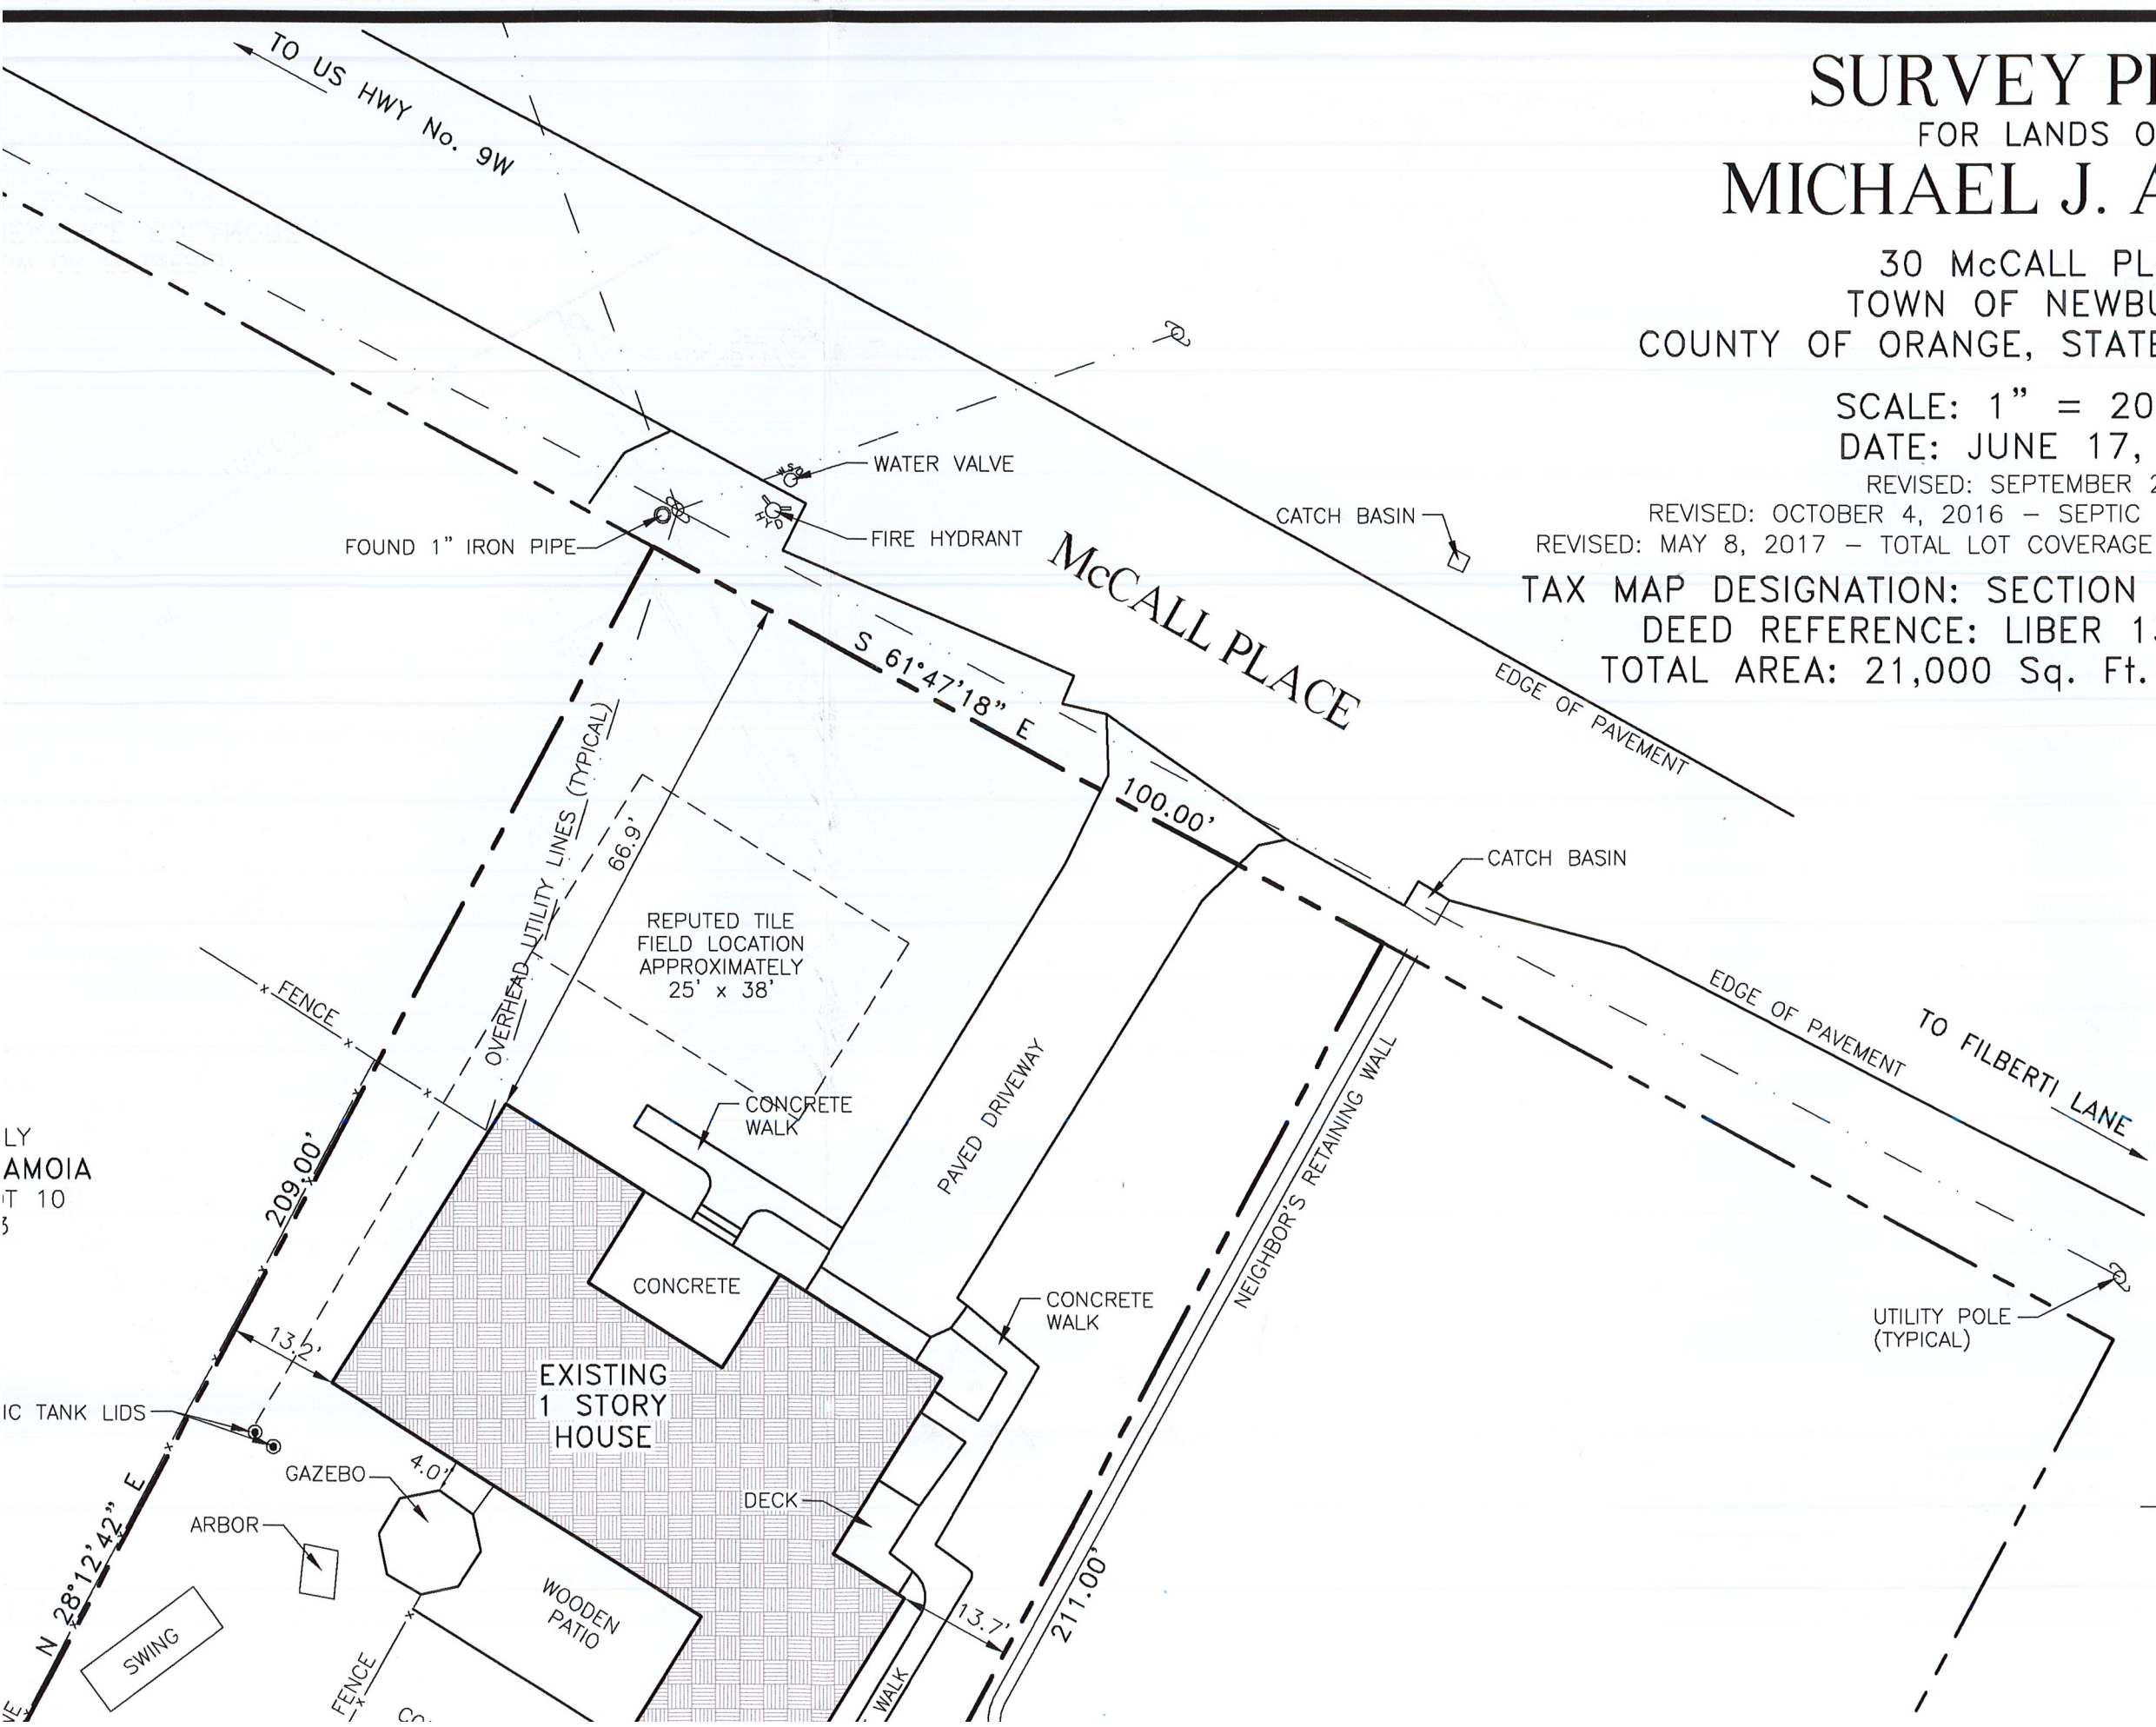 TO US HWY No. 9W
SURVEY
FOR LANDS
MICHAEL J.
30 McCALL
TOWN OF
COUNTY OF ORANGE,
SCALE: 1" = 20
DATE: JUNE 17,
REVISED: SEPTEMBER
REVISED: OCTOBER 4, 2016 – SEPTIC
REVISED: MAY 8, 2017 – TOTAL LOT COVERAGE
TAX MAP DESIGNATION: SECTION
DEED REFERENCE: LIBER
TOTAL AREA: 21,000 Sq. Ft.
WATER VALVE
WSO
FIRE HYDRANT
HYD
FOUND 1" IRON PIPE
CATCH BASIN
McCALL PLACE
S 61°47'18" E
100.00'
EDGE OF PAVEMENT
CATCH BASIN
EDGE OF PAVEMENT
TO FILBERTI LANE
OVERHEAD UTILITY LINES (TYPICAL)
66.9'
REPUTED TILE
FIELD LOCATION
APPROXIMATELY
25' x 38'
FENCE
CONCRETE
WALK
PAVED DRIVEWAY
NEIGHBOR'S RETAINING WALL
LY
AMOIA
T 10
3
209.00'
CONCRETE
CONCRETE
WALK
UTILITY POLE
(TYPICAL)
13.2'
EXISTING
1 STORY
HOUSE
IC TANK LIDS
4.0'
GAZEBO
DECK
ARBOR
N 28°12'42" E
WOODEN
PATIO
SWING
FENCE
13.7'
211.00'
WALK